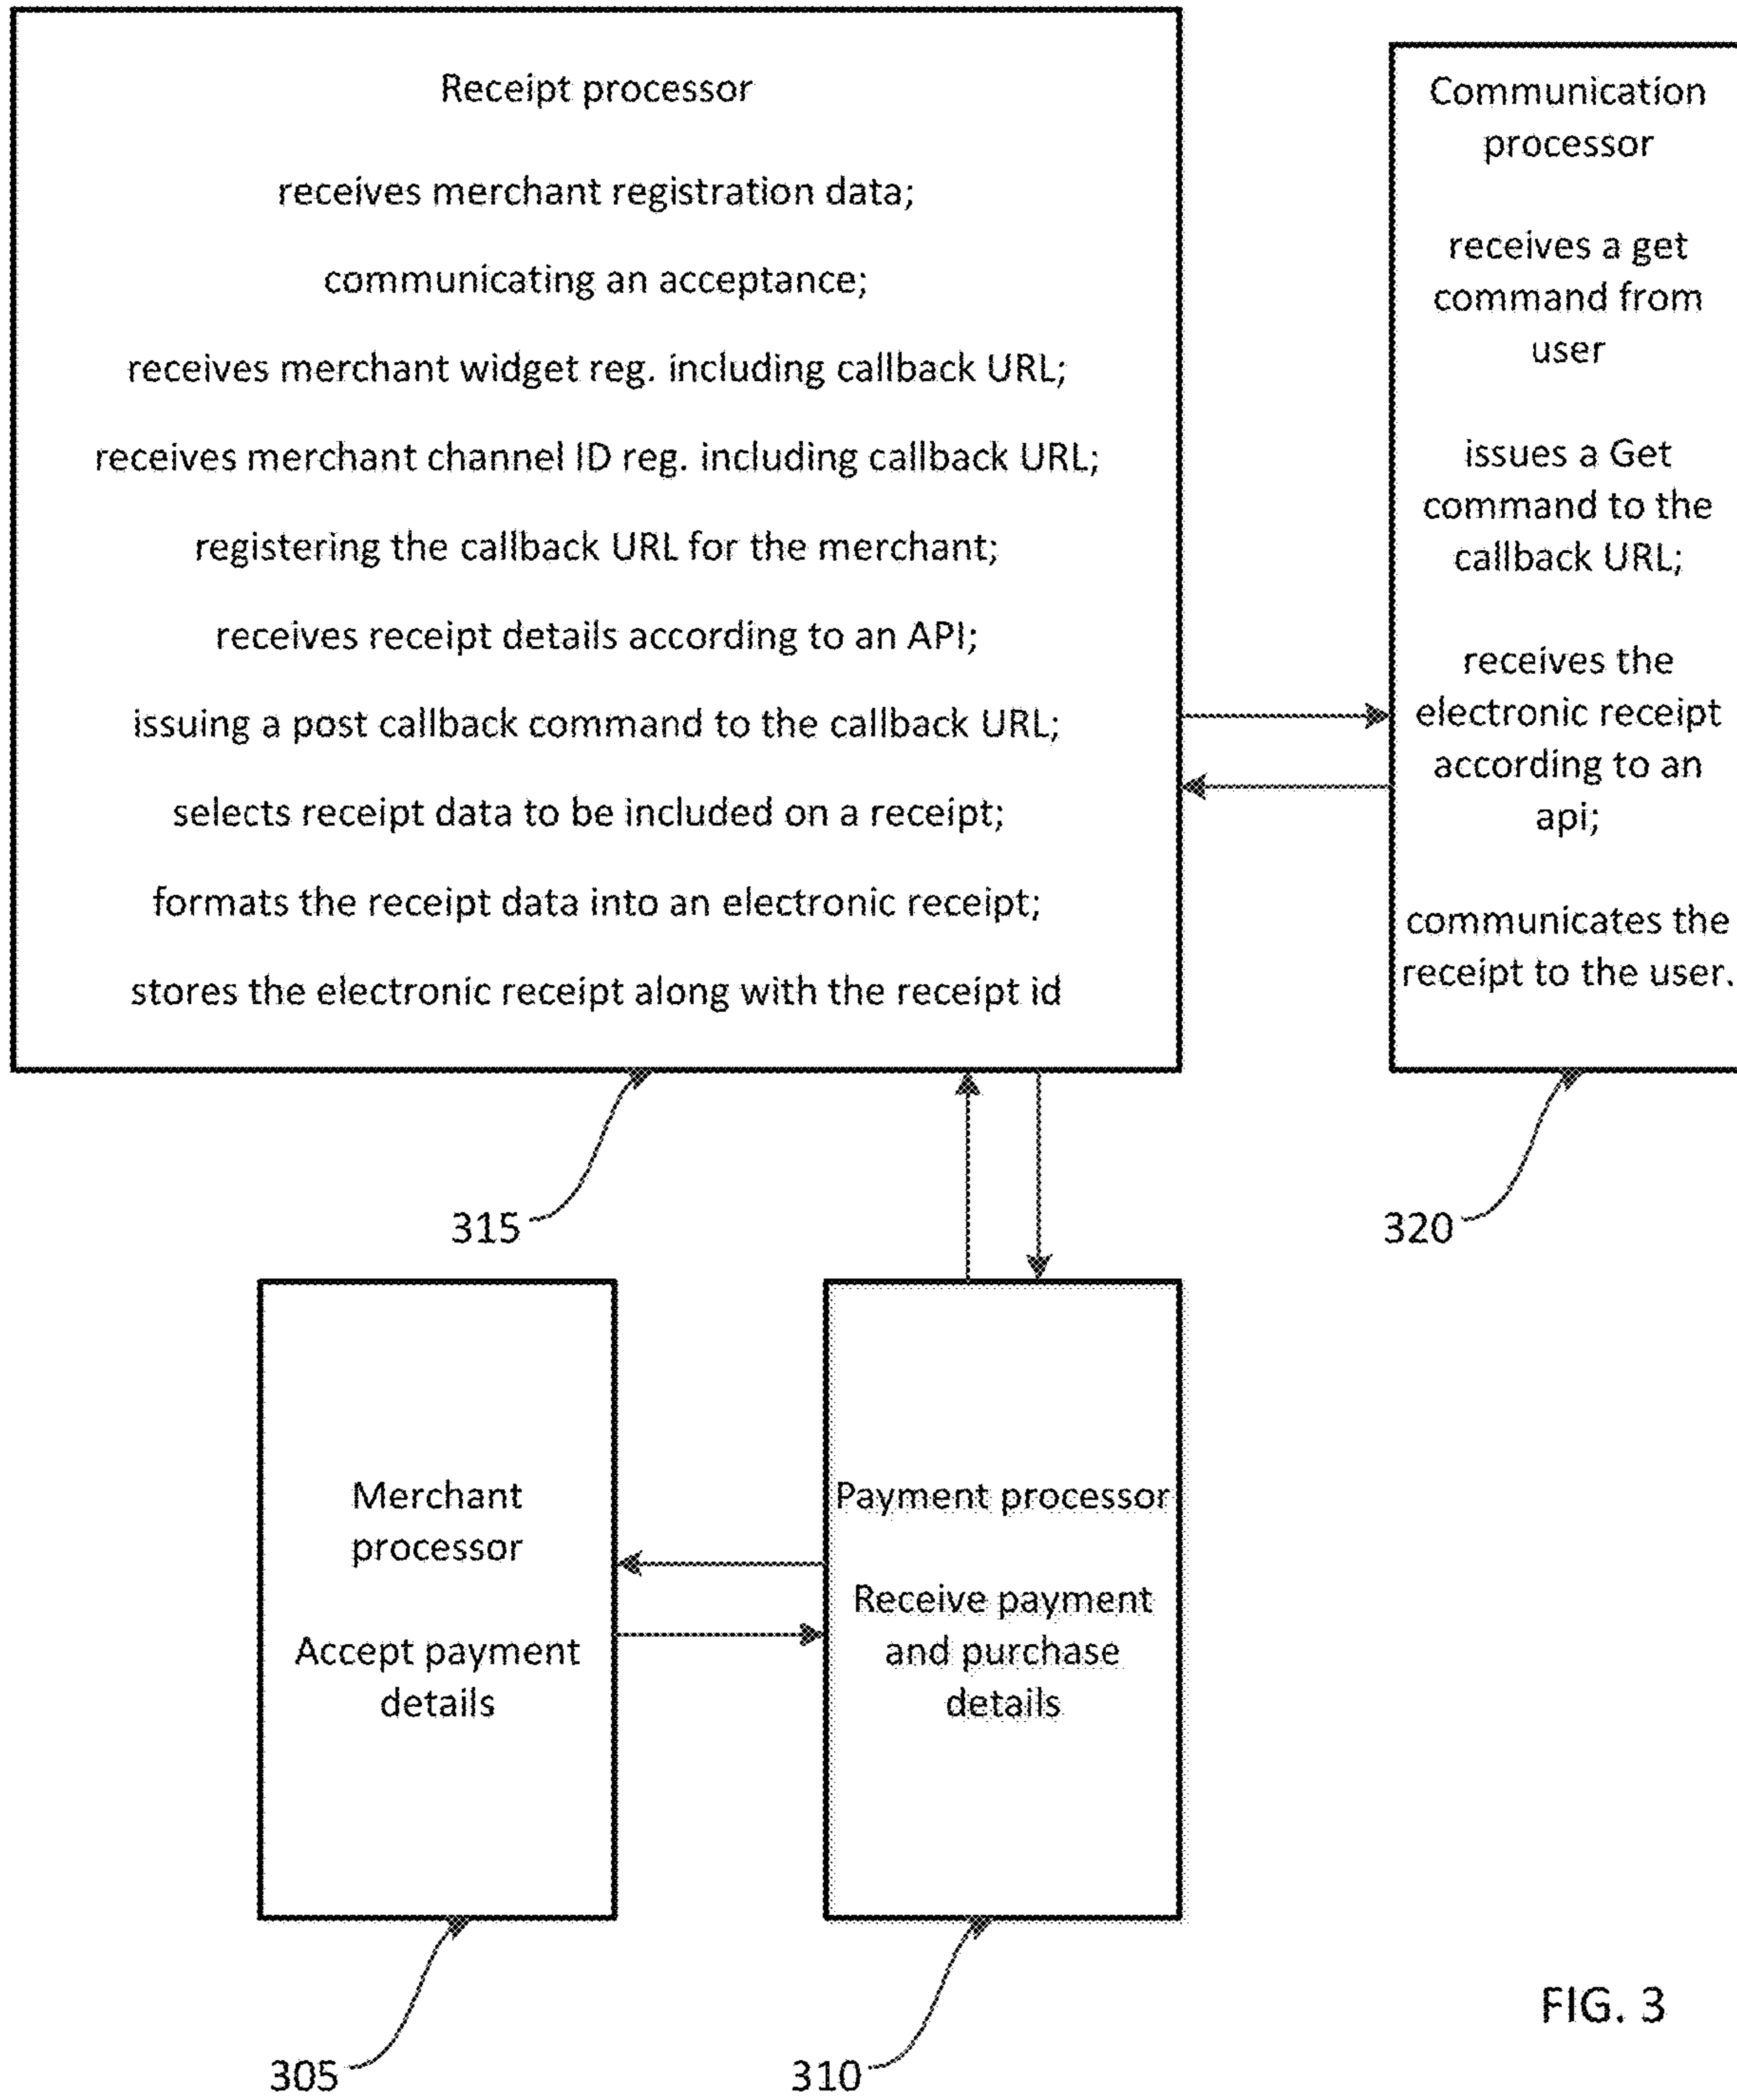 Receipt processor
receives merchant registration data;
communicating an acceptance;
receives merchant widget reg. including callback URL;
receives merchant channel ID reg. including callback URL;
registering the callback URL for the merchant;
receives receipt details according to an API;
issuing a post callback command to the callback URL;
selects receipt data to be included on a receipt;
formats the receipt data into an electronic receipt;
stores the electronic receipt along with the receipt id
Communication
processor
receives a get
command from
user
issues a Get
command to the
callback URL;
receives the
electronic receipt
according to an
api;
communicates the
receipt to the user.
315
320
Merchant
processor
Accept payment
details
Payment processor
Receive payment
and purchase
details
305
310
FIG. 3